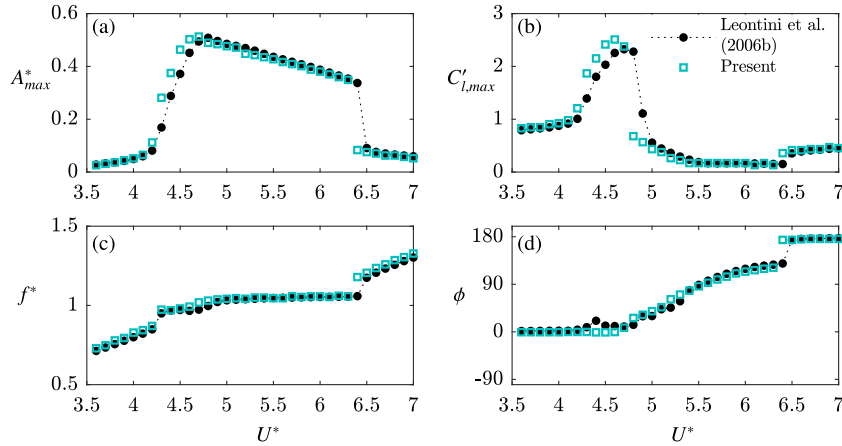 (a)
A*max
0.6
0.4
0.2
0
3.5 4 4.5 5 5.5 6 6.5 7
(b)
C′l,max
4
3
2
1
0
3.5 4 4.5 5 5.5 6 6.5 7
Leontini et al.
(2006b)
Present
(c)
f*
1.5
1
0.5
3.5 4 4.5 5 5.5 6 6.5 7
U*
(d)
ϕ
180
90
0
-90
3.5 4 4.5 5 5.5 6 6.5 7
U*